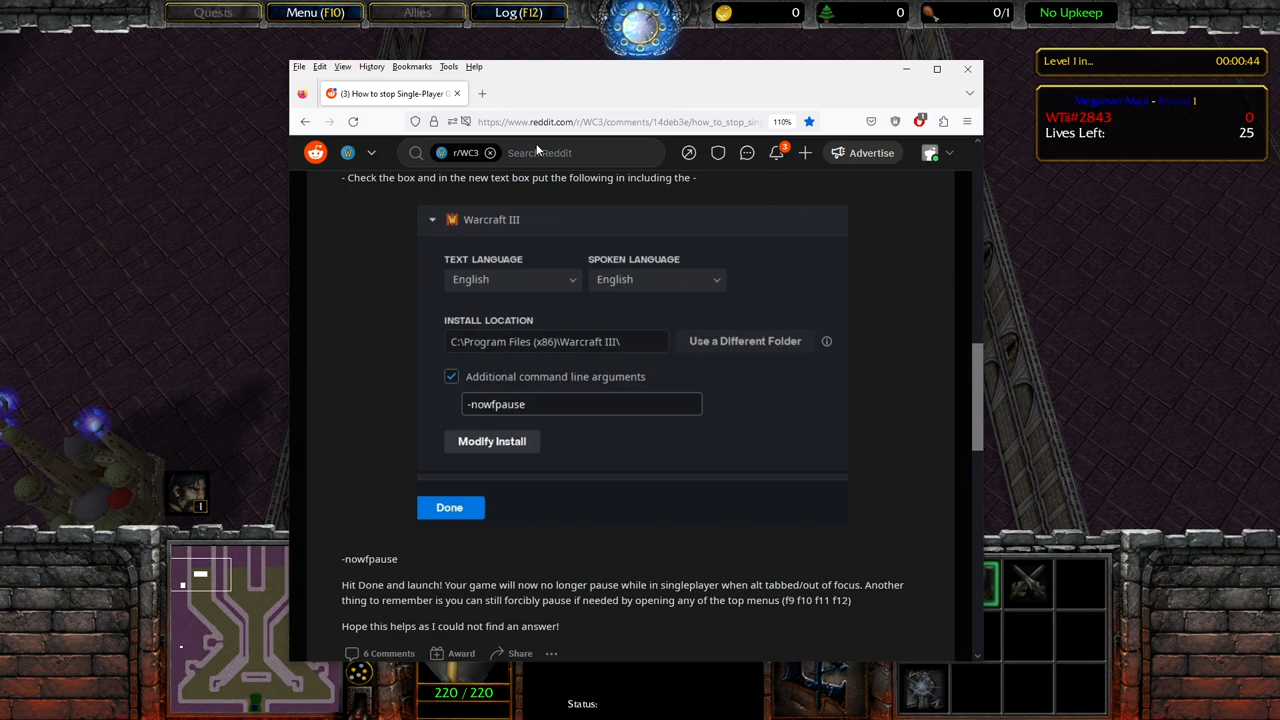 Quests
Menu (F10)
Allies
Log (F12)
0
0
0/1
No Upkeep
Level 1 in...
00:00:44
Megaman Maul - Round 1
WTii#2843
0
Lives Left:
25
File
Edit
View
History
Bookmarks
Tools
Help
(3) How to stop Single-Player G
https://www.reddit.com/r/WC3/comments/14deb3e/how_to_stop_sin
110%
r/WC3
Search Reddit
3
Advertise
- Check the box and in the new text box put the following in including the -
Warcraft III
TEXT LANGUAGE
SPOKEN LANGUAGE
English
English
INSTALL LOCATION
C:\Program Files (x86)\Warcraft III\
Use a Different Folder
Additional command line arguments
-nowfpause
Modify Install
Done
-nowfpause
Hit Done and launch! Your game will now no longer pause while in singleplayer when alt tabbed/out of focus. Another
thing to remember is you can still forcibly pause if needed by opening any of the top menus (f9 f10 f11 f12)
Hope this helps as I could not find an answer!
6 Comments
Award
Share
1
220 / 220
Status: